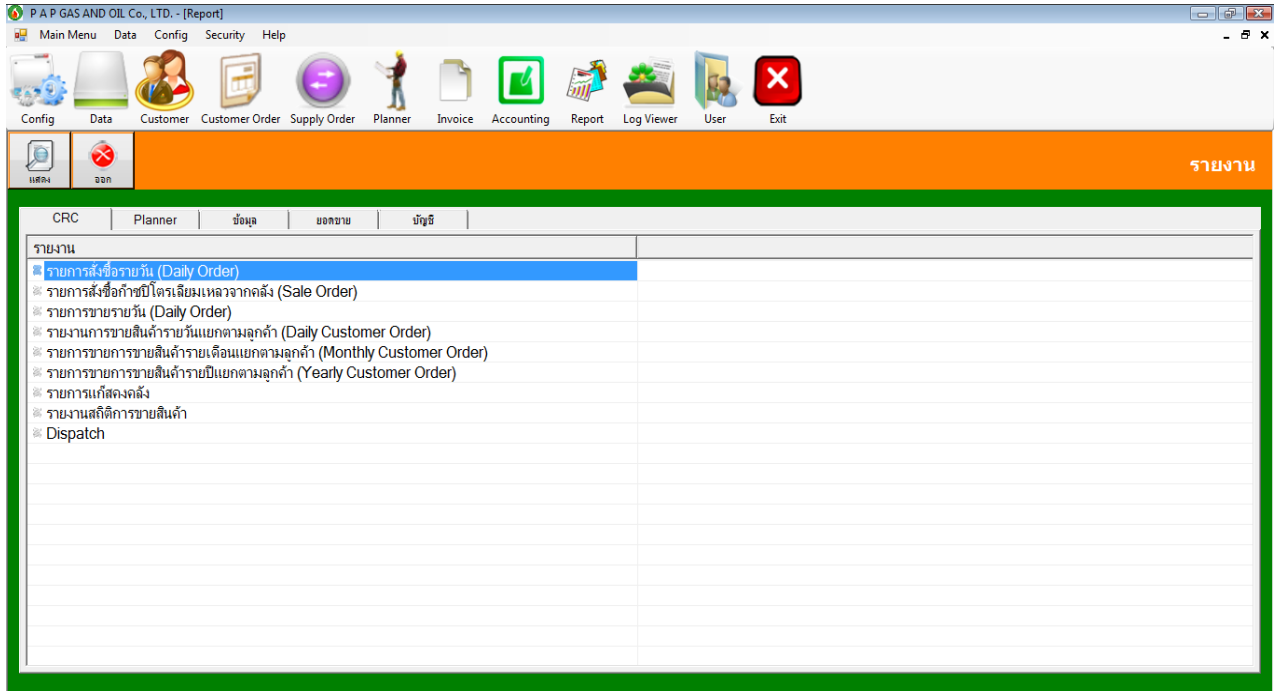 P A P GAS AND OIL Co., LTD. - [Report]
Main Menu Data Config Security Help
Config Data Customer Customer Order Supply Order Planner Invoice Accounting Report Log Viewer User Exit
แสดง ออก
รายงาน
CRC Planner ข้อมูล ยอดขาย บัญชี
รายงาน
รายการสั่งซื้อรายวัน (Daily Order)
รายการสั่งซื้อก๊าซปิโตรเลียมเหลวจากคลัง (Sale Order)
รายการขายรายวัน (Daily Order)
รายงานการขายสินค้ารายวันแยกตามลูกค้า (Daily Customer Order)
รายการขายการขายสินค้ารายเดือนแยกตามลูกค้า (Monthly Customer Order)
รายการขายการขายสินค้ารายปีแยกตามลูกค้า (Yearly Customer Order)
รายการแก๊สคงคลัง
รายงานสถิติการขายสินค้า
Dispatch